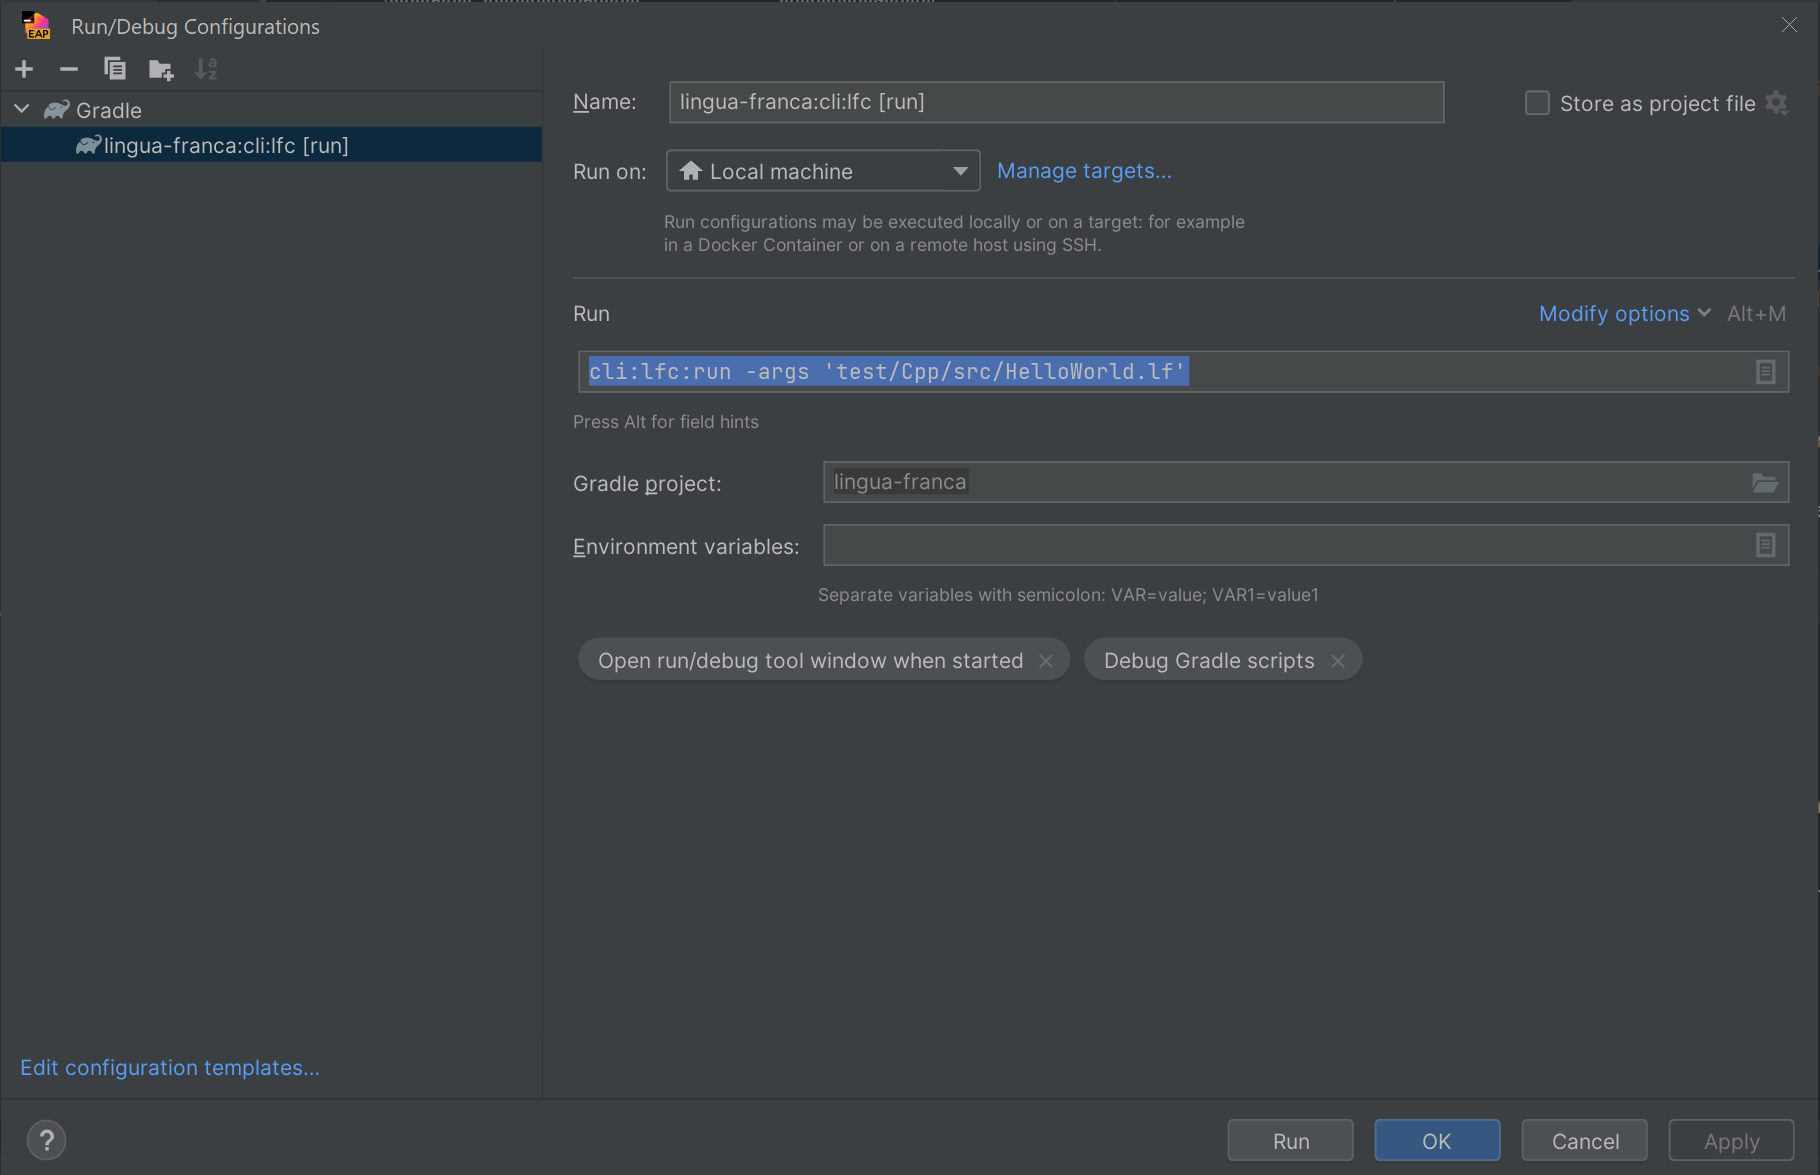 EAP Run/Debug Configurations
Gradle
lingua-franca:cli:lfc [run]
Name: lingua-franca:cli:lfc [run] Store as project file
Run on: Local machine Manage targets...
Run configurations may be executed locally or on a target: for example
in a Docker Container or on a remote host using SSH.
Run Modify options Alt+M
cli:lfc:run -args 'test/Cpp/src/HelloWorld.lf'
Press Alt for field hints
Gradle project: lingua-franca
Environment variables:
Separate variables with semicolon: VAR=value; VAR1=value1
Open run/debug tool window when started Debug Gradle scripts
Edit configuration templates...
? Run OK Cancel Apply